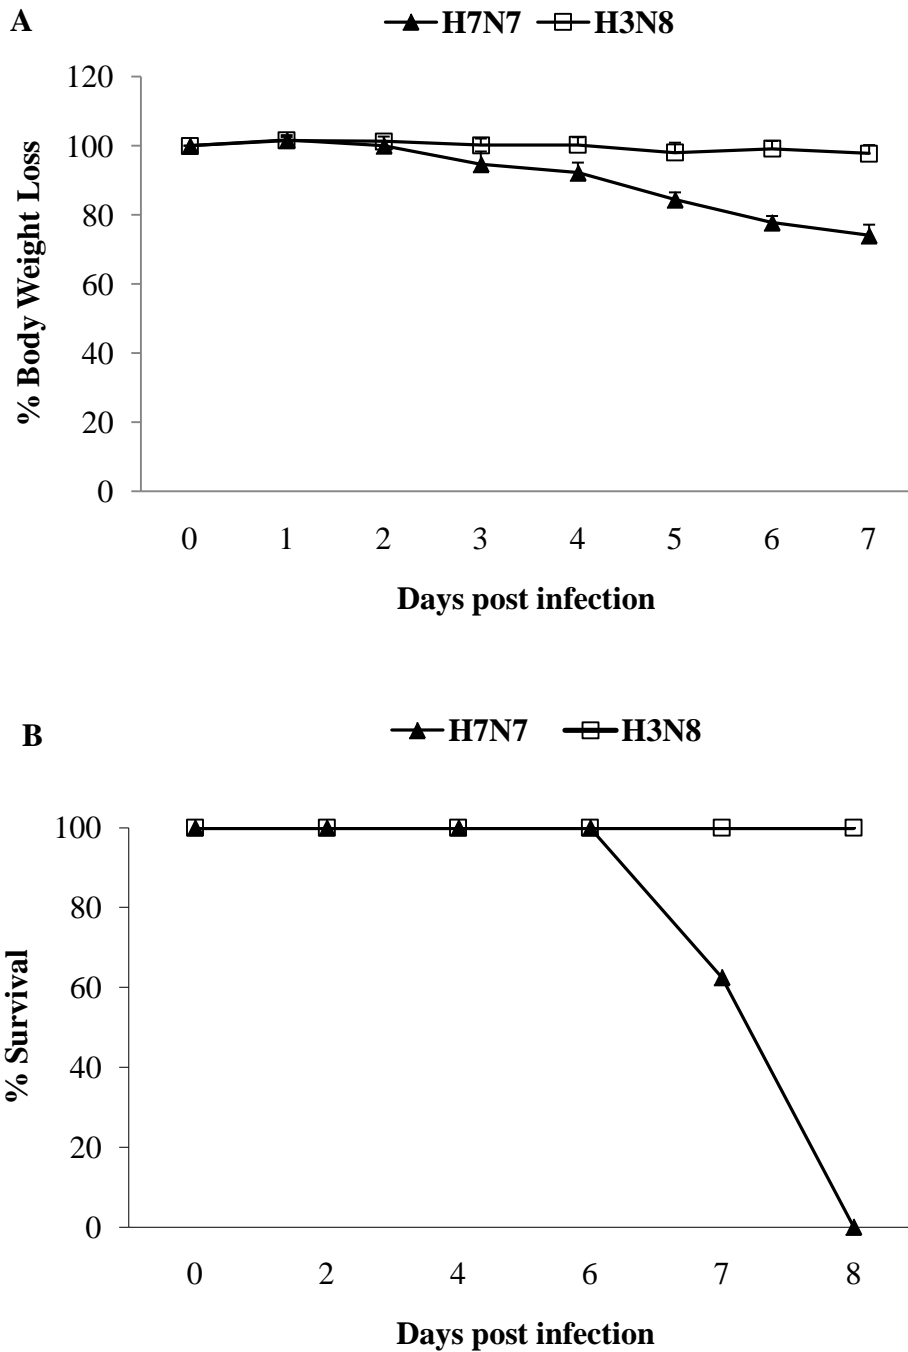 A
H7N7 H3N8
120
100
80
60
40
20
0
% Body Weight Loss
0 1 2 3 4 5 6 7
Days post infection
B
H7N7 H3N8
100
80
60
40
20
0
% Survival
0 2 4 6 7 8
Days post infection